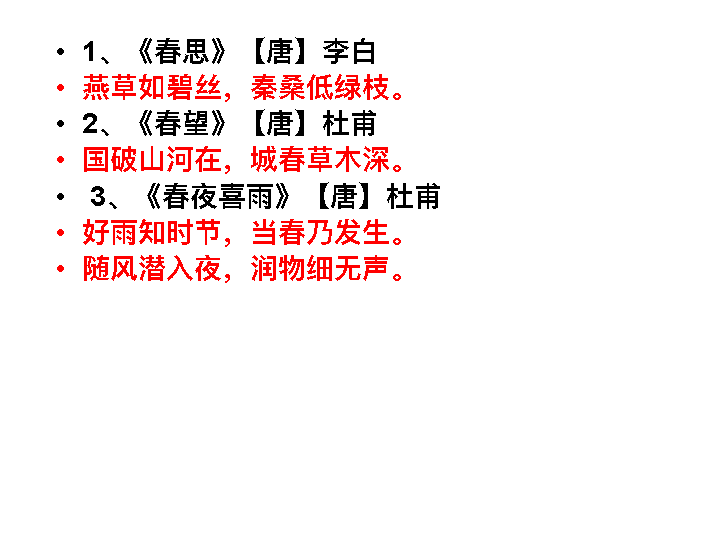 • 1、《春思》【唐】李白
• 燕草如碧丝，秦桑低绿枝。
• 2、《春望》【唐】杜甫
• 国破山河在，城春草木深。
• 3、《春夜喜雨》【唐】杜甫
• 好雨知时节，当春乃发生。
• 随风潜入夜，润物细无声。